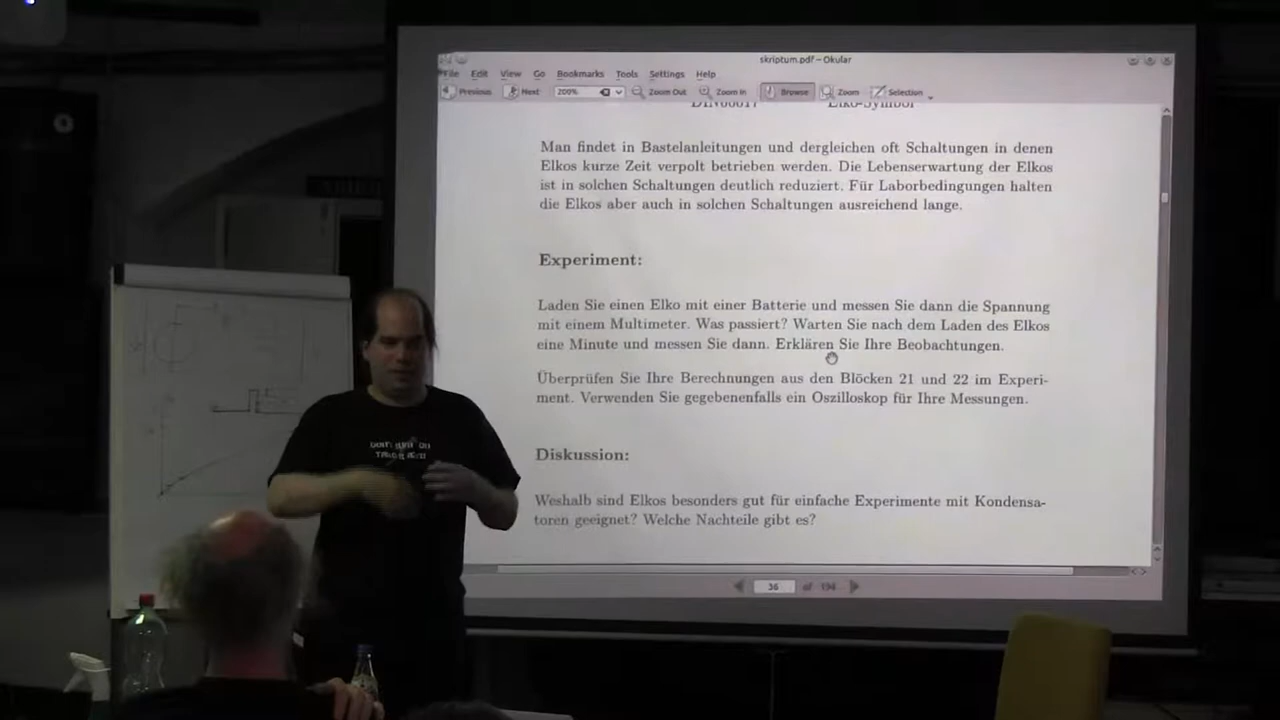 skriptum.pdf – Okular
File Edit View Go Bookmarks Tools Settings Help
Previous Next 200% Zoom Out Zoom In Browse Zoom Selection
DIN60617 Elko-Symbol
Man findet in Bastelanleitungen und dergleichen oft Schaltungen in denen
Elkos kurze Zeit verpolt betrieben werden. Die Lebenserwartung der Elkos
ist in solchen Schaltungen deutlich reduziert. Für Laborbedingungen halten
die Elkos aber auch in solchen Schaltungen ausreichend lange.
Experiment:
Laden Sie einen Elko mit einer Batterie und messen Sie dann die Spannung
mit einem Multimeter. Was passiert? Warten Sie nach dem Laden des Elkos
eine Minute und messen Sie dann. Erklären Sie Ihre Beobachtungen.
Überprüfen Sie Ihre Berechnungen aus den Blöcken 21 und 22 im Experi-
ment. Verwenden Sie gegebenenfalls ein Oszilloskop für Ihre Messungen.
Diskussion:
Weshalb sind Elkos besonders gut für einfache Experimente mit Kondensa-
toren geeignet? Welche Nachteile gibt es?
36 of 194